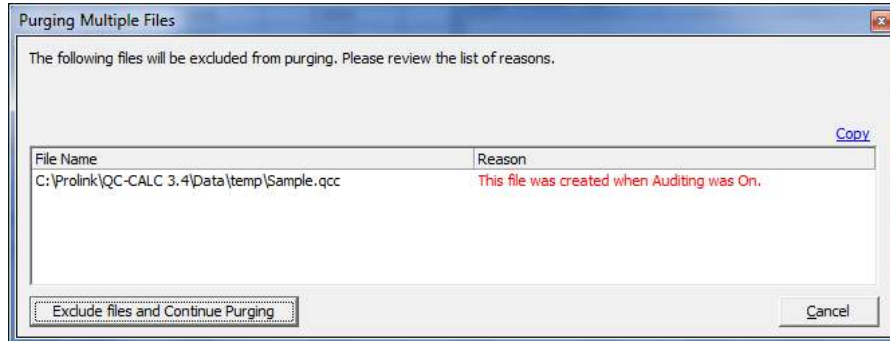 Purging Multiple Files
The following files will be excluded from purging. Please review the list of reasons.
Copy
File Name Reason
C:\Prolink\QC-CALC 3.4\Data\temp\Sample.qcc This file was created when Auditing was On.
Exclude files and Continue Purging Cancel